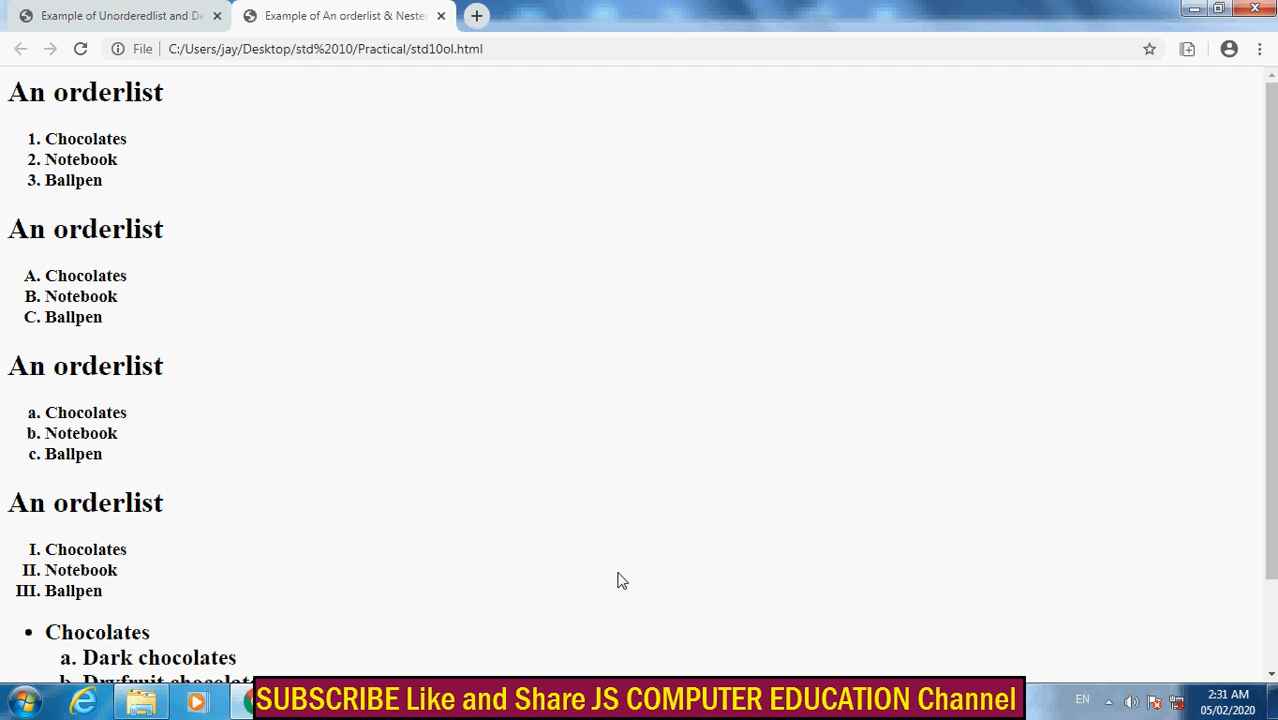 Example of Unorderedlist and De
Example of An orderlist & Neste
File
C:/Users/jay/Desktop/std%2010/Practical/std10ol.html
An orderlist
1. Chocolates
2. Notebook
3. Ballpen
An orderlist
A. Chocolates
B. Notebook
C. Ballpen
An orderlist
a. Chocolates
b. Notebook
c. Ballpen
An orderlist
I. Chocolates
II. Notebook
III. Ballpen
• Chocolates
a. Dark chocolates
b. Dryfruit chocolate
SUBSCRIBE Like and Share JS COMPUTER EDUCATION Channel
EN
2:31 AM
05/02/2020